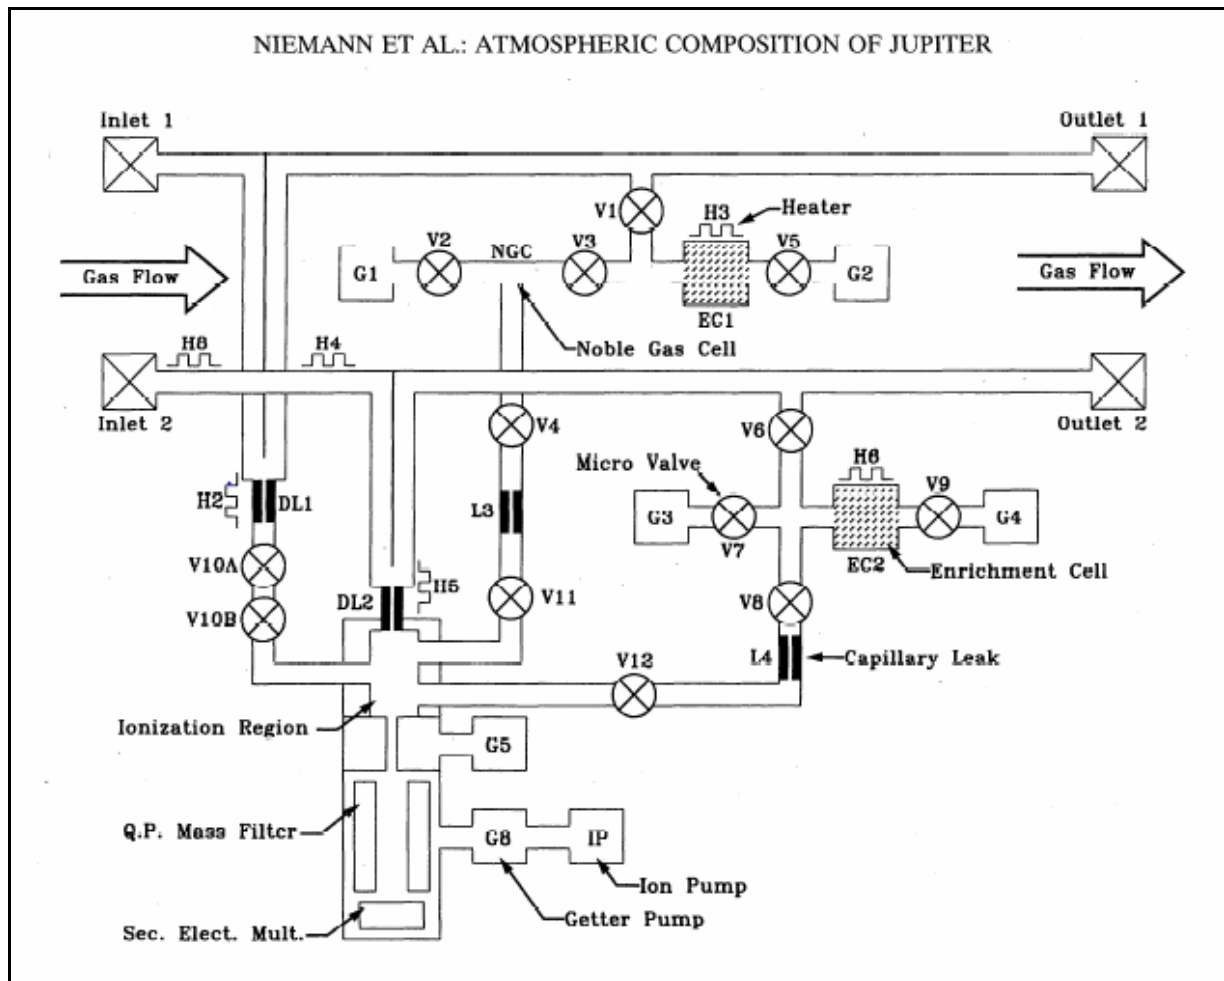 NIEMANN ET AL.: ATMOSPHERIC COMPOSITION OF JUPITER
Inlet 1
Outlet 1
V1
H3
Heater
V2
NGC
V3
V5
G1
G2
Gas Flow
Gas Flow
EC1
H8
H4
Noble Gas Cell
Inlet 2
Outlet 2
V4
V6
Micro Valve
H6
H2
DL1
L3
G3
V9
G4
V7
EC2
Enrichment Cell
V10A
H5
DL2
V11
V8
V10B
V12
L4
Capillary Leak
Ionization Region
G5
Q.P. Mass Filter
G8
IP
Ion Pump
Getter Pump
Sec. Elect. Mult.